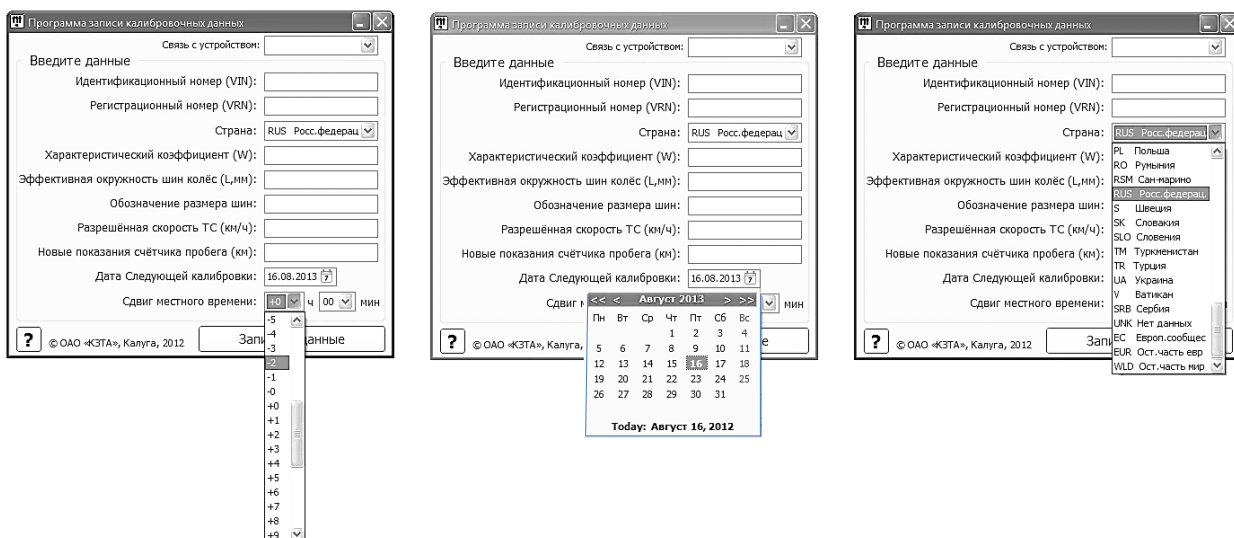 Программа записи калибровочных данных
Связь с устройством:
Введите данные
Идентификационный номер (VIN):
Регистрационный номер (VRN):
Страна: RUS Росс.федерац
Характеристический коэффициент (W):
Эффективная окружность шин колёс (L,мм):
Обозначение размера шин:
Разрешённая скорость ТС (км/ч):
Новые показания счётчика пробега (км):
Дата Следующей калибровки: 16.08.2013 7
Сдвиг местного времени: +0 ч 00 мин
? © ОАО «КЗТА», Калуга, 2012 Запи анные
-5
-4
-3
-2
-1
-0
+0
+1
+2
+3
+4
+5
+6
+7
+8
+9
Программа записи калибровочных данных
Связь с устройством:
Введите данные
Идентификационный номер (VIN):
Регистрационный номер (VRN):
Страна: RUS Росс.федерац
Характеристический коэффициент (W):
Эффективная окружность шин колёс (L,мм):
Обозначение размера шин:
Разрешённая скорость ТС (км/ч):
Новые показания счётчика пробега (км):
Дата Следующей калибровки: 16.08.2013 7
Сдвиг мин
? © ОАО «КЗТА», Калуга, е
<< < Август 2013 > >>
Пн Вт Ср Чт Пт Сб Вс
1 2 3 4
5 6 7 8 9 10 11
12 13 14 15 16 17 18
19 20 21 22 23 24 25
26 27 28 29 30 31
Today: Август 16, 2012
Программа записи калибровочных данных
Связь с устройством:
Введите данные
Идентификационный номер (VIN):
Регистрационный номер (VRN):
Страна: RUS Росс.федерац
Характеристический коэффициент (W):
Эффективная окружность шин колёс (L,мм):
Обозначение размера шин:
Разрешённая скорость ТС (км/ч):
Новые показания счётчика пробега (км):
Дата Следующей калибровки:
Сдвиг местного времени:
? © ОАО «КЗТА», Калуга, 2012 Запи
PL Польша
RO Румыния
RSM Сан-марино
RUS Росс.федерац.
S Швеция
SK Словакия
SLO Словения
TM Туркменистан
TR Турция
UA Украина
V Ватикан
SRB Сербия
UNK Нет данных
EC Европ.сообщес
EUR Ост.часть евр
WLD Ост.часть мир